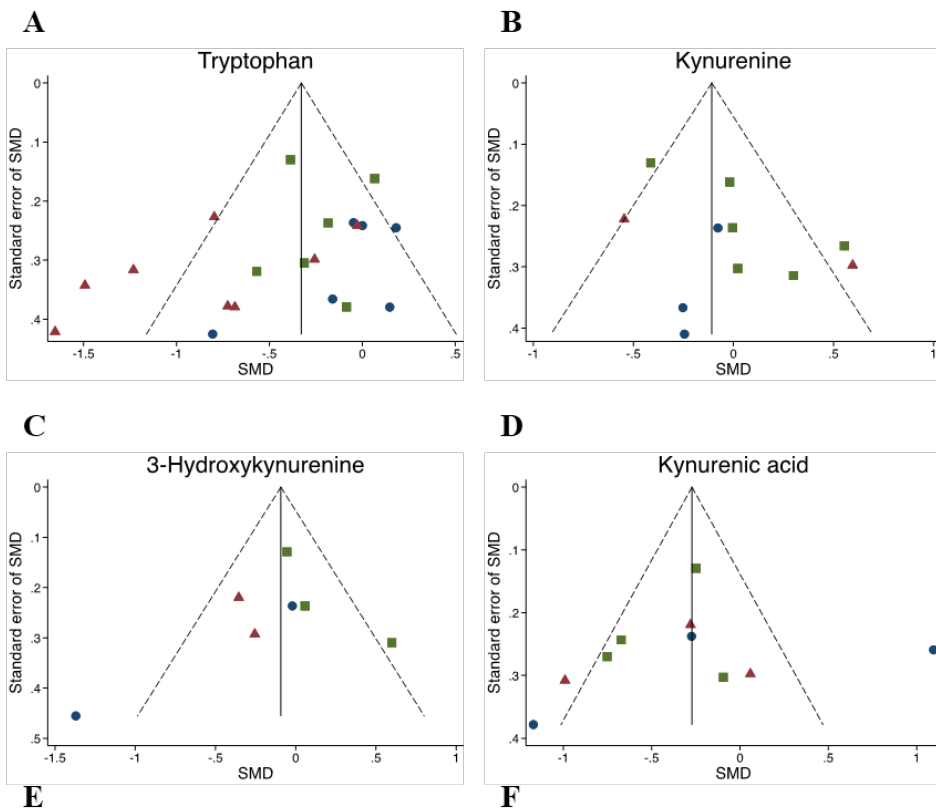 A
B
Tryptophan
Kynurenine
Standard error of SMD
0
.1
.2
.3
.4
-1.5
-1
-.5
0
.5
SMD
Standard error of SMD
0
.1
.2
.3
.4
-1
-.5
0
.5
1
SMD
C
D
3-Hydroxykynurenine
Kynurenic acid
Standard error of SMD
0
.1
.2
.3
.4
.5
-1.5
-1
-.5
0
.5
1
SMD
Standard error of SMD
0
.1
.2
.3
.4
-1
-.5
0
.5
1
SMD
E
F